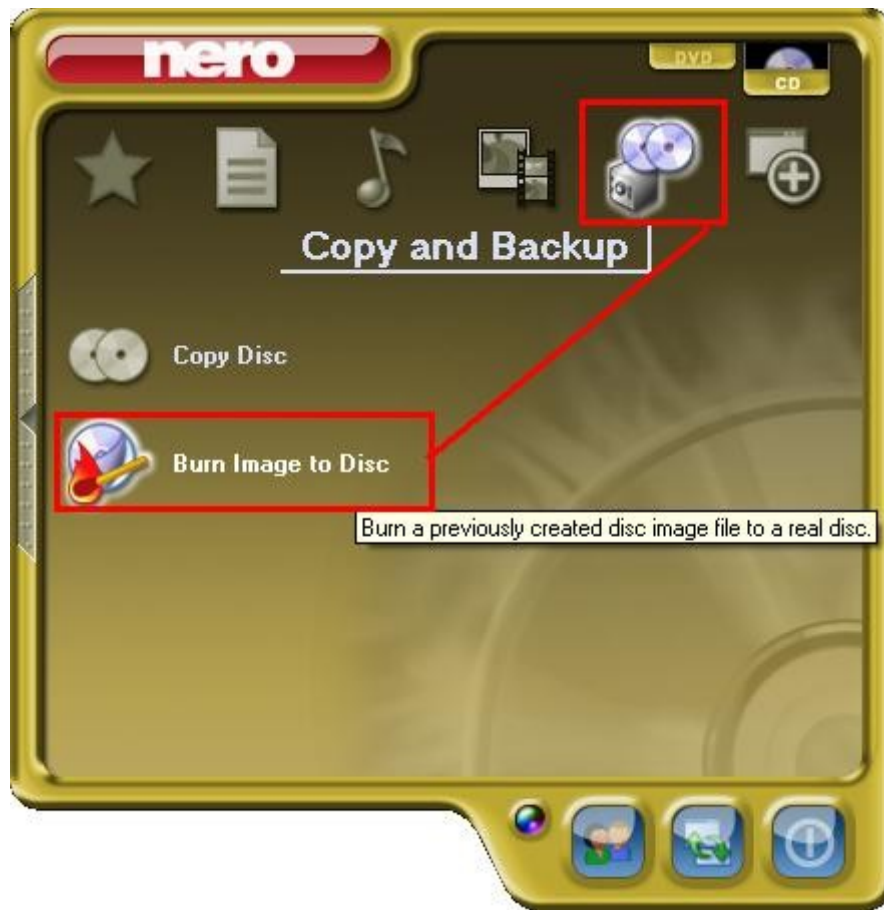 nero
DVD
CD
Copy and Backup
Copy Disc
Burn Image to Disc
Burn a previously created disc image file to a real disc.